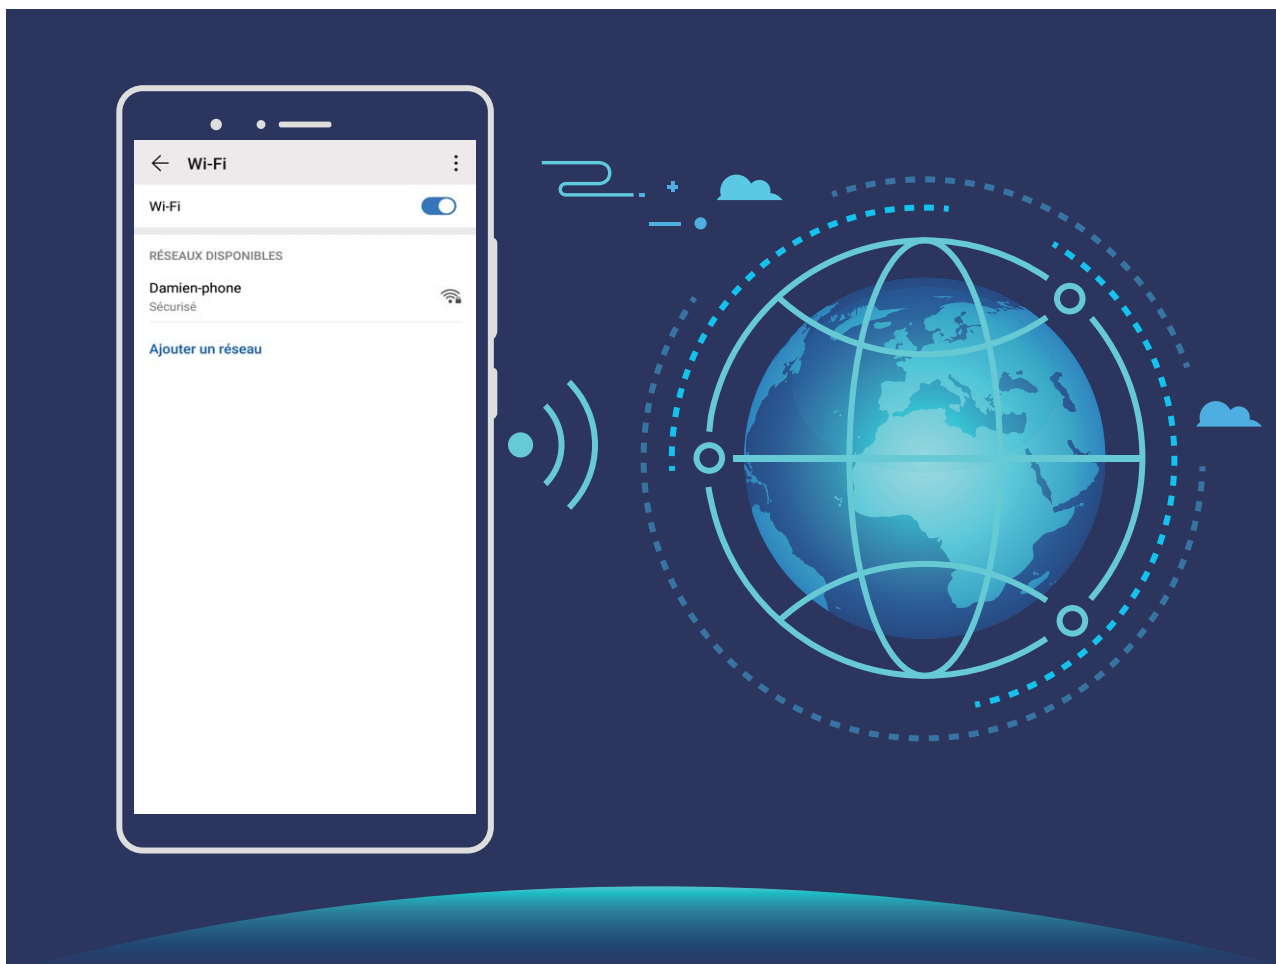 Wi-Fi
Wi-Fi
RÉSEAUX DISPONIBLES
Damien-phone
Sécurisé
Ajouter un réseau